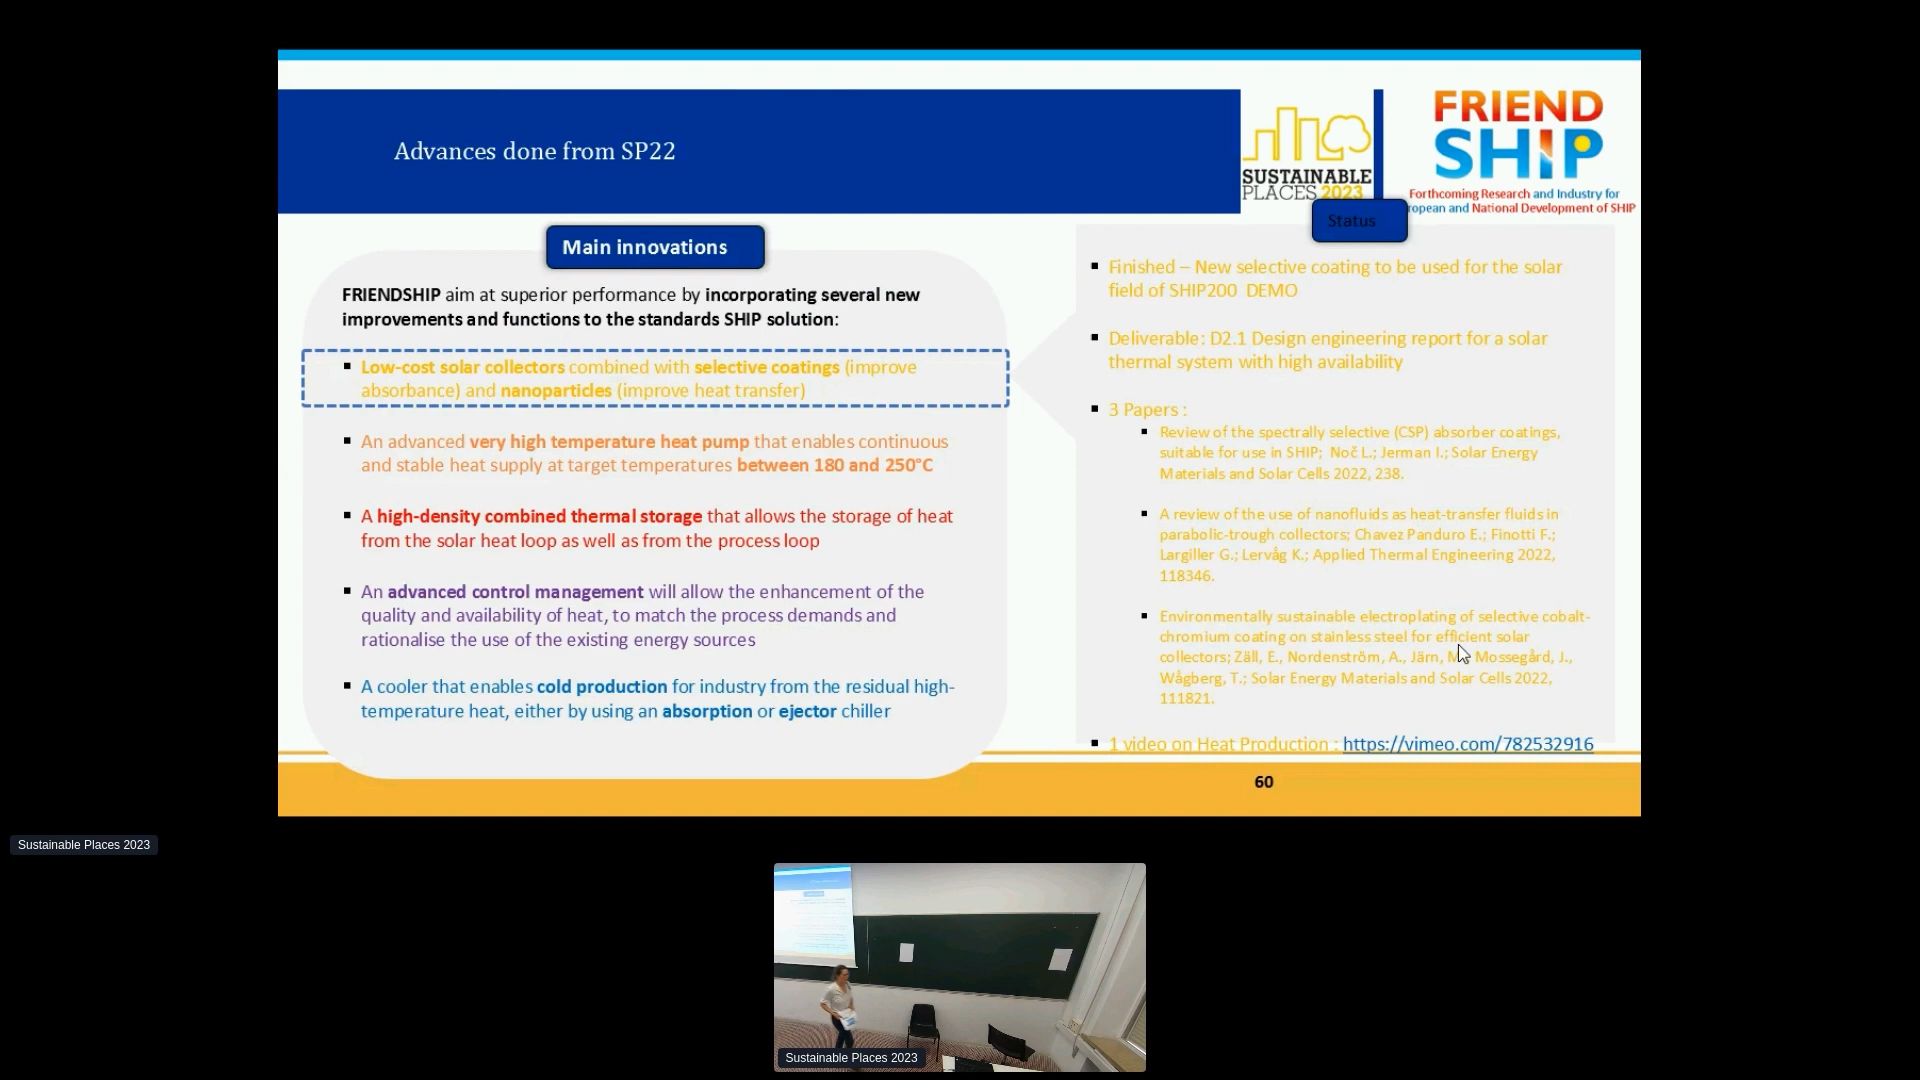 Advances done from SP22
SUSTAINABLE
PLACES 2023
FRIEND
SHIP
Forthcoming Research and Industry for
ropean and National Development of SHIP
Main innovations
FRIENDSHIP aim at superior performance by incorporating several new
improvements and functions to the standards SHIP solution:
▪ Low-cost solar collectors combined with selective coatings (improve
absorbance) and nanoparticles (improve heat transfer)
▪ An advanced very high temperature heat pump that enables continuous
and stable heat supply at target temperatures between 180 and 250°C
▪ A high-density combined thermal storage that allows the storage of heat
from the solar heat loop as well as from the process loop
▪ An advanced control management will allow the enhancement of the
quality and availability of heat, to match the process demands and
rationalise the use of the existing energy sources
▪ A cooler that enables cold production for industry from the residual high-
temperature heat, either by using an absorption or ejector chiller
Status
▪ Finished – New selective coating to be used for the solar
field of SHIP200 DEMO
▪ Deliverable: D2.1 Design engineering report for a solar
thermal system with high availability
▪ 3 Papers :
▪ Review of the spectrally selective (CSP) absorber coatings,
suitable for use in SHIP; Noč L.; Jerman I.; Solar Energy
Materials and Solar Cells 2022, 238.
▪ A review of the use of nanofluids as heat-transfer fluids in
parabolic-trough collectors; Chavez Panduro E.; Finotti F.;
Largiller G.; Lervåg K.; Applied Thermal Engineering 2022,
118346.
▪ Environmentally sustainable electroplating of selective cobalt-
chromium coating on stainless steel for efficient solar
collectors; Zäll, E., Nordenström, A., Järn, M., Mossegård, J.,
Wågberg, T.; Solar Energy Materials and Solar Cells 2022,
111821.
▪ 1 video on Heat Production : https://vimeo.com/782532916
60
Sustainable Places 2023
Sustainable Places 2023